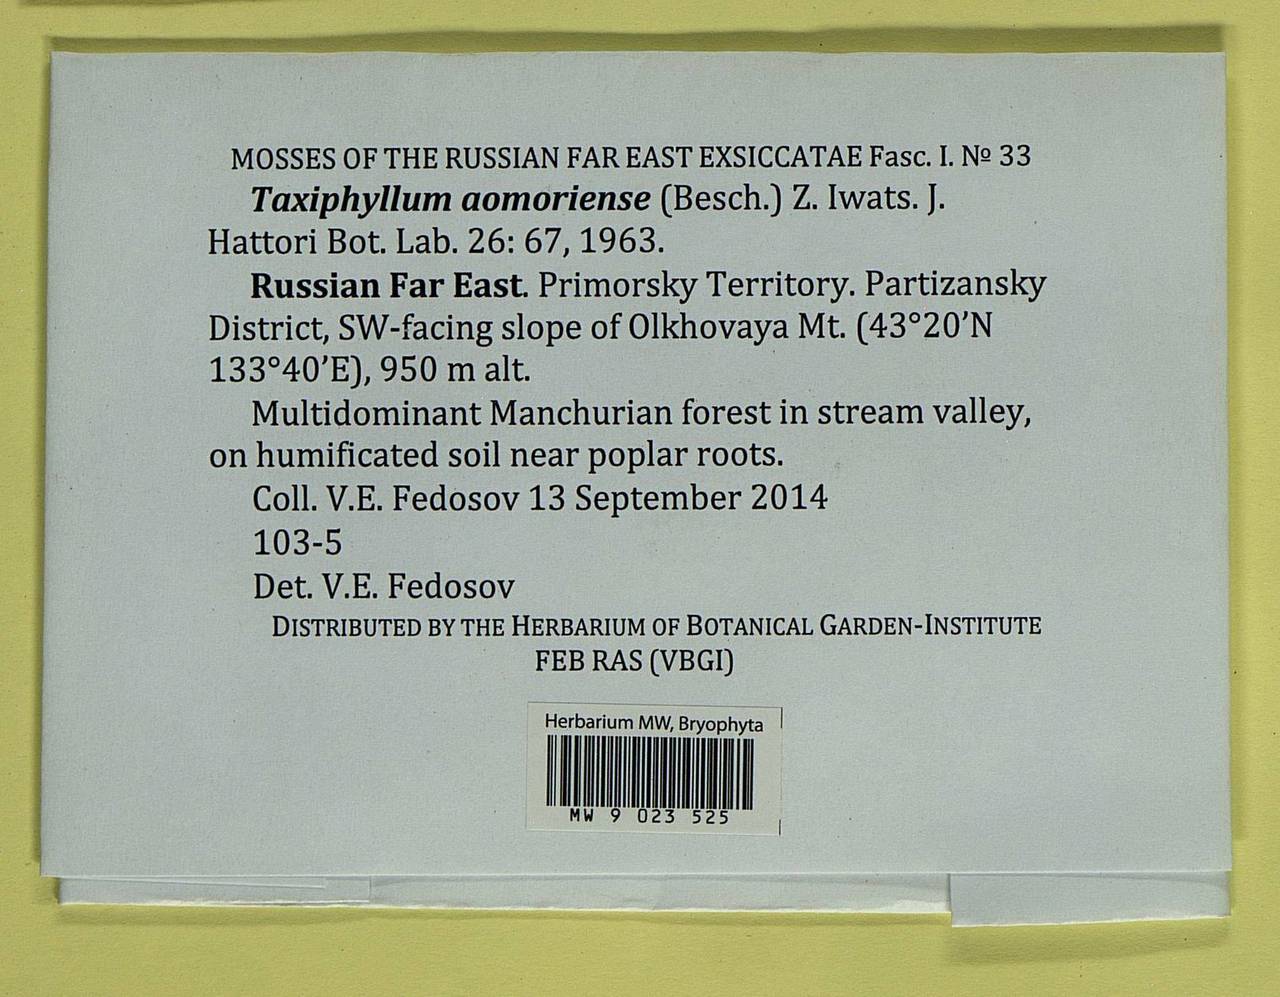 MOSSES OF THE RUSSIAN FAR EAST EXSICCATAE Fasc. I. № 33
Taxiphyllum aomoriense (Besch.) Z. Iwats. J.
Hattori Bot. Lab. 26: 67, 1963.
Russian Far East. Primorsky Territory. Partizansky
District, SW-facing slope of Olkhovaya Mt. (43°20’N
133°40’E), 950 m alt.
Multidominant Manchurian forest in stream valley,
on humificated soil near poplar roots.
Coll. V.E. Fedosov 13 September 2014
103-5
Det. V.E. Fedosov
DISTRIBUTED BY THE HERBARIUM OF BOTANICAL GARDEN-INSTITUTE
FEB RAS (VBGI)
Herbarium MW, Bryophyta
MW 9 023 525